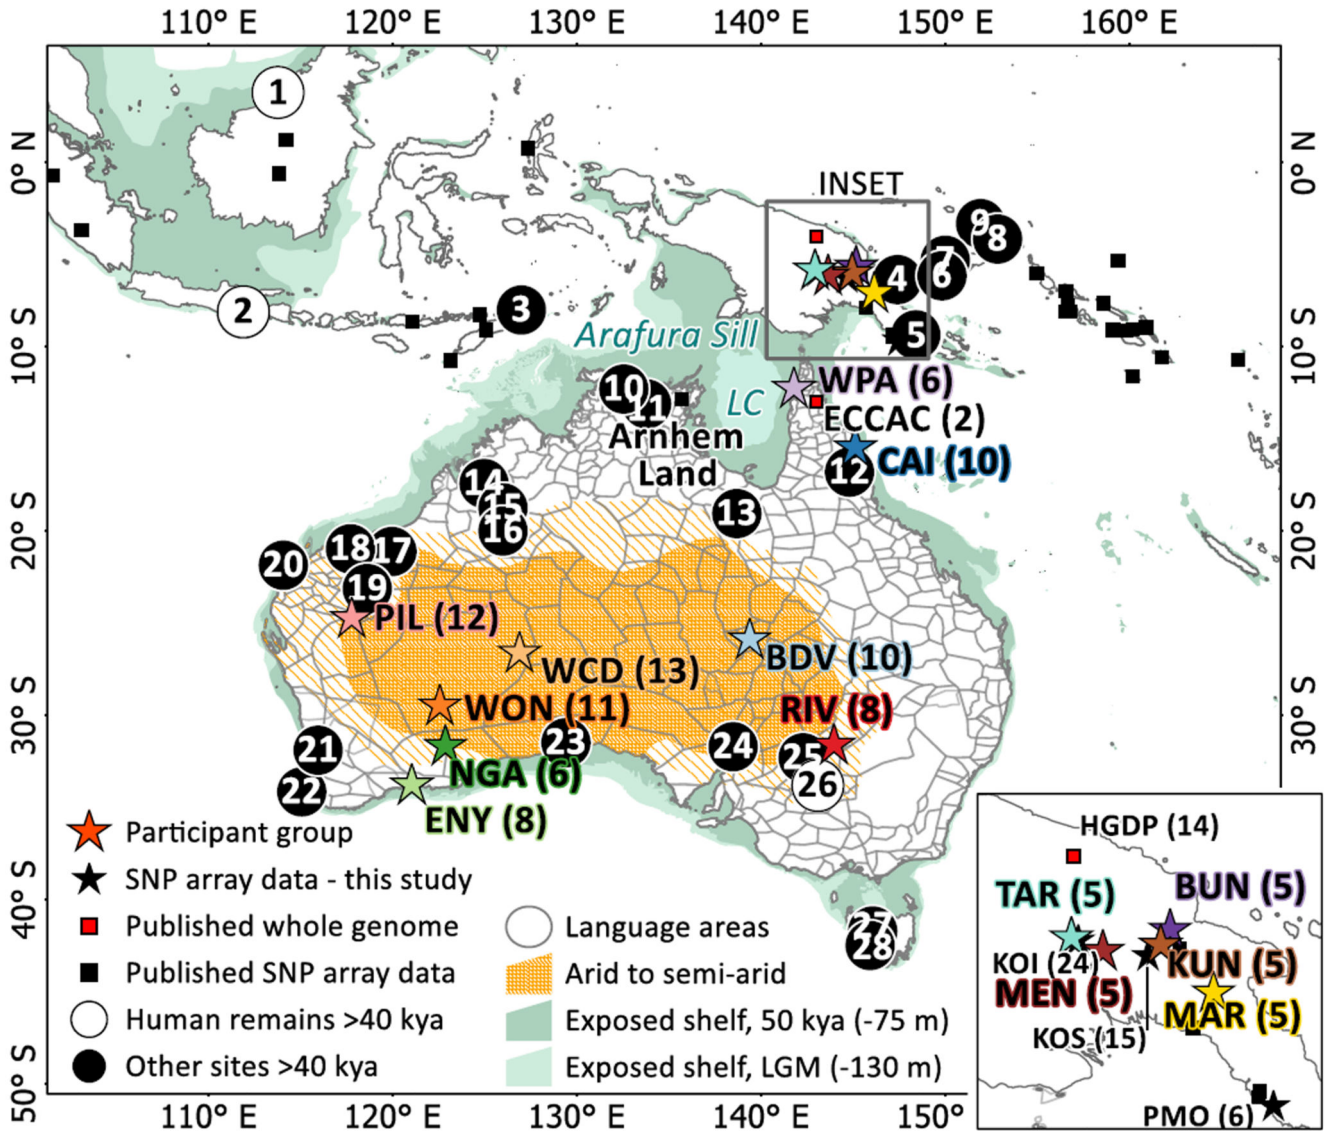 110° E 120° E 130° E 140° E 150° E 160° E
0° N
10° S
20° S
30° S
40° S
50° S
0° N
10° S
20° S
30° S
1
2
3
INSET
9
8
7
6
4
5
Arafura Sill
LC
10
11
Arnhem
Land
WPA (6)
ECCAC (2)
CAI (10)
12
13
14
15
16
20
18
17
19
PIL (12)
WCD (13)
BDV (10)
WON (11)
RIV (8)
21
22
23
24
25
26
NGA (6)
ENY (8)
27
28
Participant group
SNP array data - this study
Published whole genome
Published SNP array data
Human remains >40 kya
Other sites >40 kya
Language areas
Arid to semi-arid
Exposed shelf, 50 kya (-75 m)
Exposed shelf, LGM (-130 m)
HGDP (14)
TAR (5)
BUN (5)
KOI (24)
KUN (5)
MEN (5)
MAR (5)
KOS (15)
PMO (6)
110° E 120° E 130° E 140° E 150° E